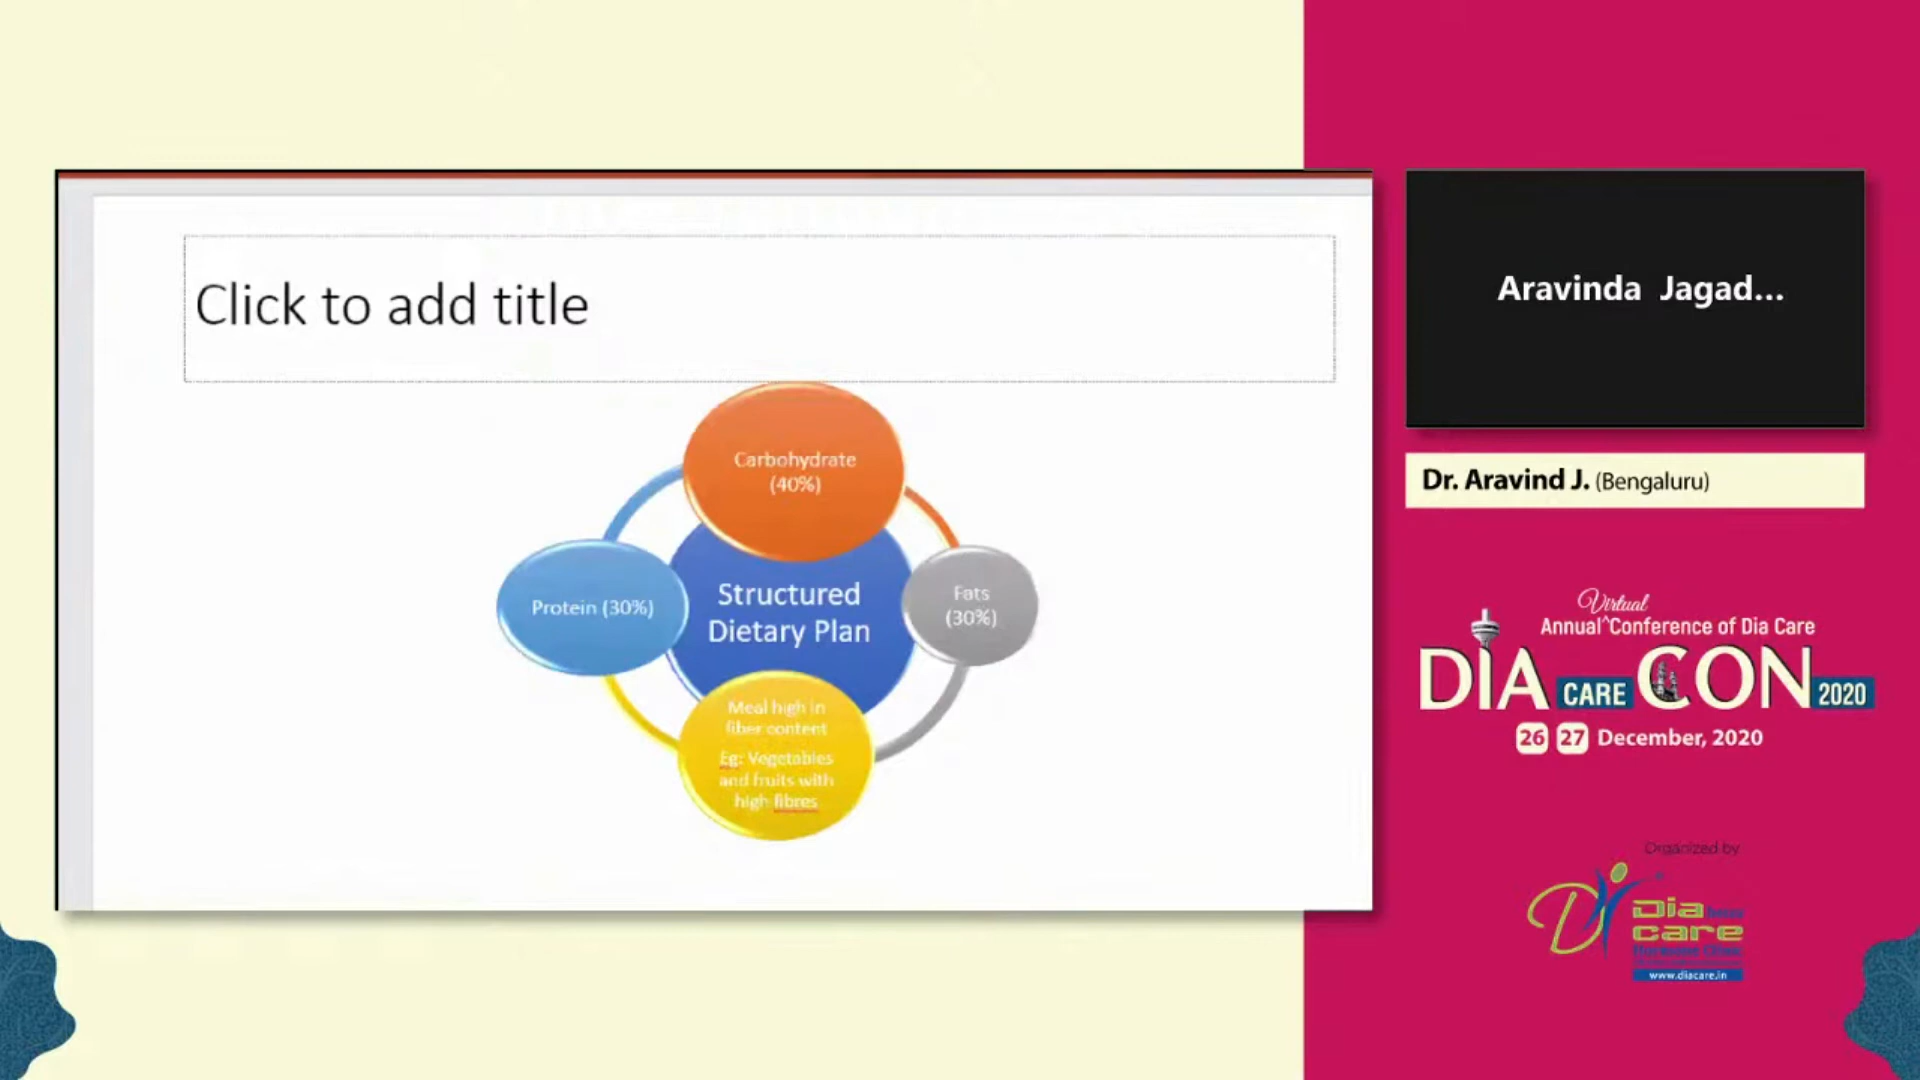 Click to add title
Carbohydrate
(40%)
Protein (30%)
Structured
Dietary Plan
Fats
(30%)
Meal high in
fiber content
Eg: Vegetables
and fruits with
high fibres
Aravinda Jagad...
Dr. Aravind J. (Bengaluru)
Virtual
Annual^Conference of Dia Care
DIA CARE CON 2020
26 27 December, 2020
Organized by
Dia
care
www.diacare.in